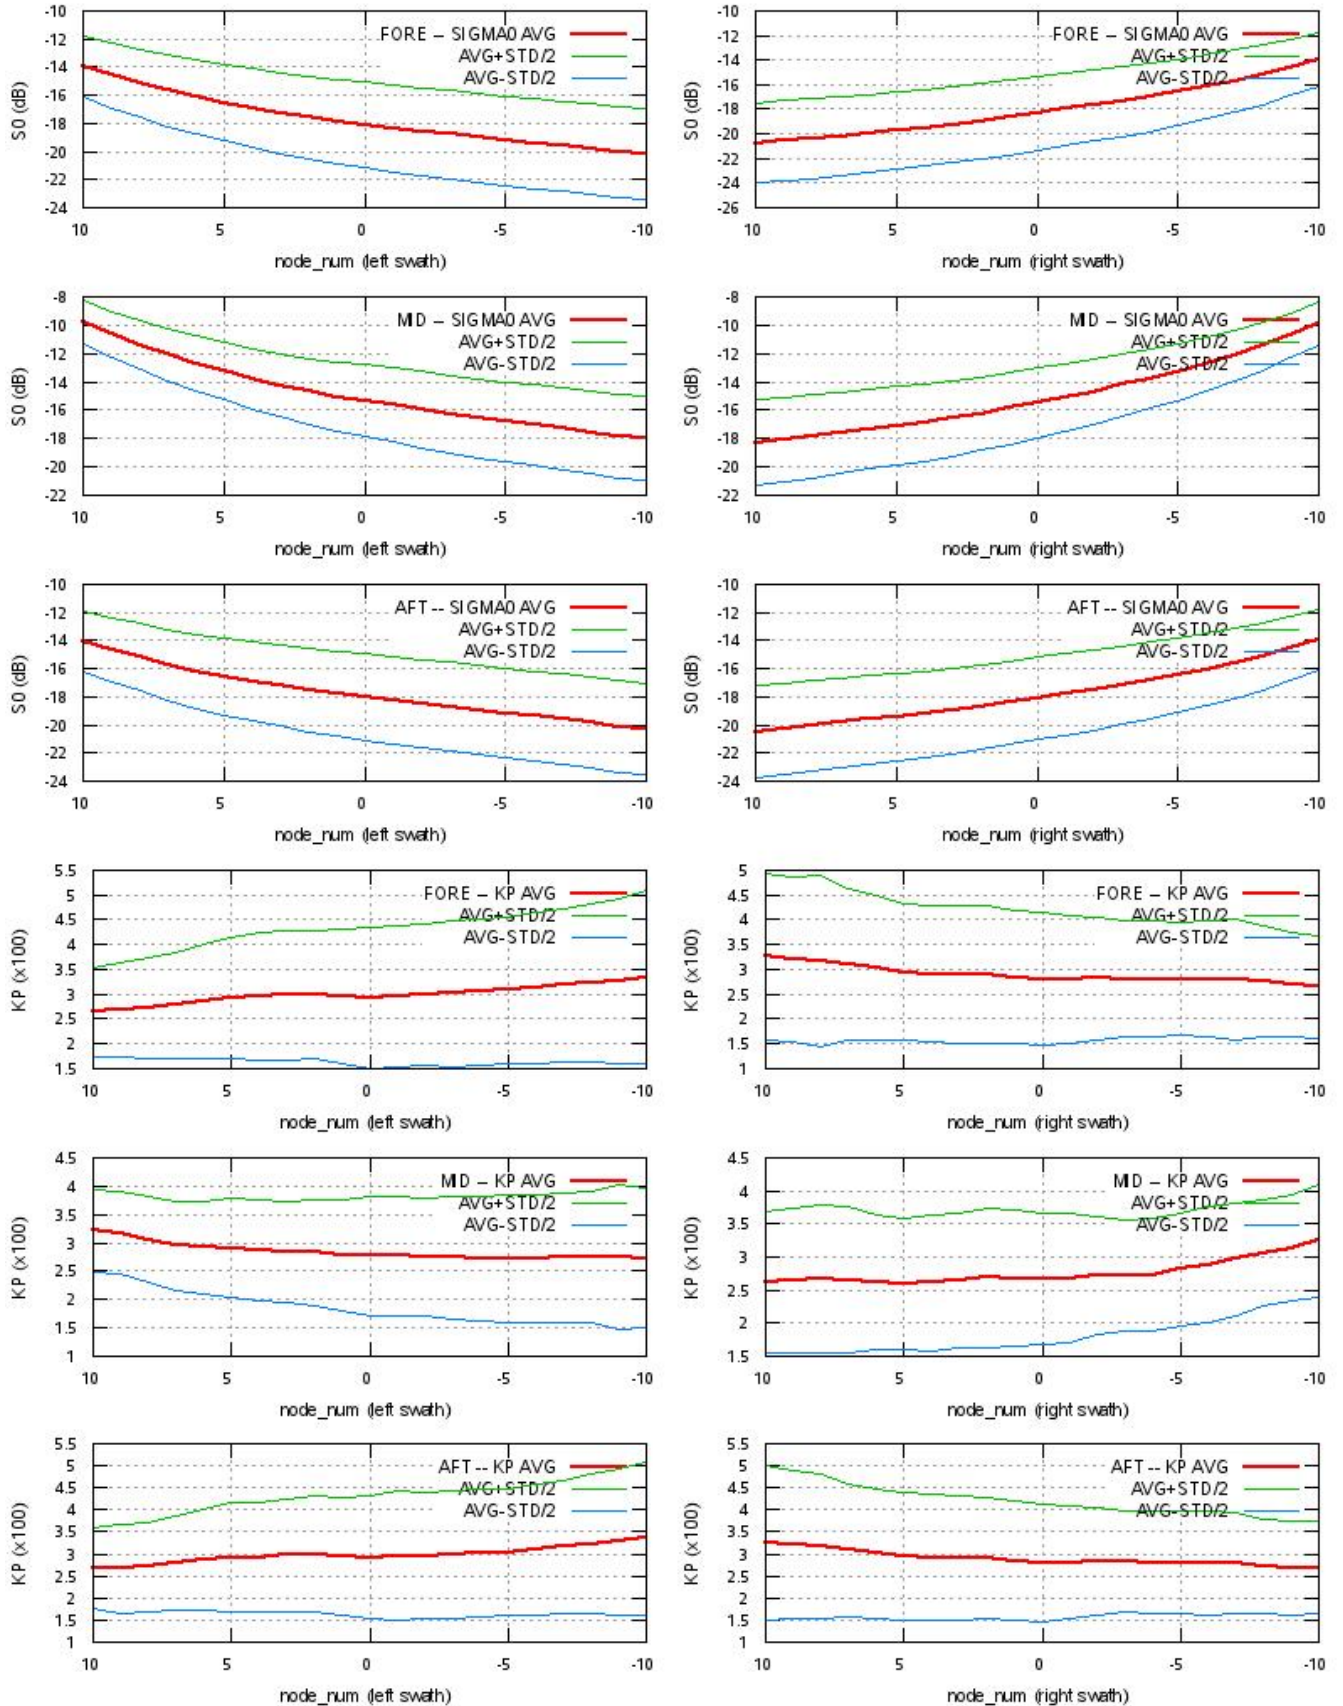 -10
-12
-14
-16
-18
-20
-22
-24
S0 (dB)
FORE – SIGMA0 AVG
AVG+STD/2
AVG-STD/2
10 5 0 -5 -10
node_num (left swath)
-10
-12
-14
-16
-18
-20
-22
-24
-26
S0 (dB)
FORE – SIGMA0 AVG
AVG+STD/2
AVG-STD/2
10 5 0 -5 -10
node_num (right swath)
-8
-10
-12
-14
-16
-18
-20
-22
S0 (dB)
MID – SIGMA0 AVG
AVG+STD/2
AVG-STD/2
10 5 0 -5 -10
node_num (left swath)
-8
-10
-12
-14
-16
-18
-20
-22
S0 (dB)
MID – SIGMA0 AVG
AVG+STD/2
AVG-STD/2
10 5 0 -5 -10
node_num (right swath)
-10
-12
-14
-16
-18
-20
-22
-24
S0 (dB)
AFT -- SIGMA0 AVG
AVG+STD/2
AVG-STD/2
10 5 0 -5 -10
node_num (left swath)
-10
-12
-14
-16
-18
-20
-22
-24
S0 (dB)
AFT -- SIGMA0 AVG
AVG+STD/2
AVG-STD/2
10 5 0 -5 -10
node_num (right swath)
5.5
5
4.5
4
3.5
3
2.5
2
1.5
KP (x100)
FORE – KP AVG
AVG+STD/2
AVG-STD/2
10 5 0 -5 -10
node_num (left swath)
5
4.5
4
3.5
3
2.5
2
1.5
1
KP (x100)
FORE – KP AVG
AVG+STD/2
AVG-STD/2
10 5 0 -5 -10
node_num (right swath)
4.5
4
3.5
3
2.5
2
1.5
1
KP (x100)
MID – KP AVG
AVG+STD/2
AVG-STD/2
10 5 0 -5 -10
node_num (left swath)
4.5
4
3.5
3
2.5
2
1.5
KP (x100)
MID – KP AVG
AVG+STD/2
AVG-STD/2
10 5 0 -5 -10
node_num (right swath)
5.5
5
4.5
4
3.5
3
2.5
2
1.5
1
KP (x100)
AFT -- KP AVG
AVG+STD/2
AVG-STD/2
10 5 0 -5 -10
node_num (left swath)
5.5
5
4.5
4
3.5
3
2.5
2
1.5
1
KP (x100)
AFT -- KP AVG
AVG+STD/2
AVG-STD/2
10 5 0 -5 -10
node_num (right swath)